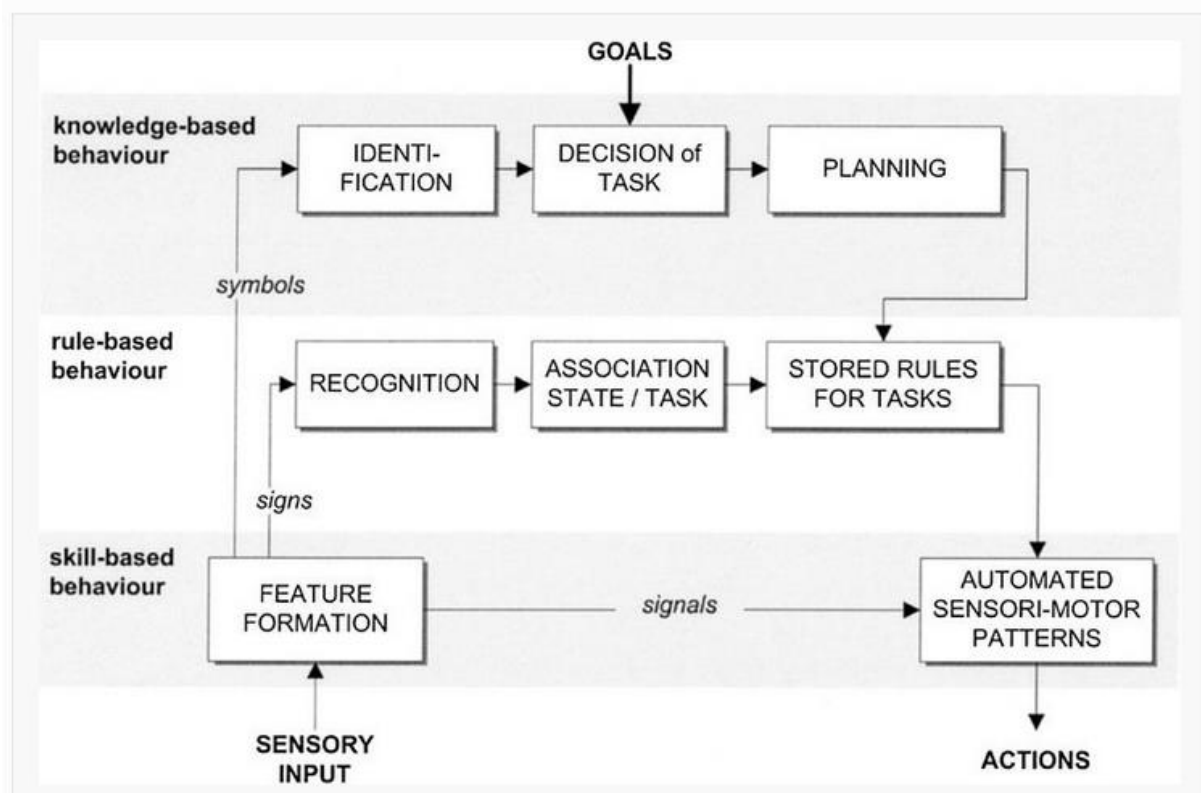 GOALS
knowledge-based
behaviour
IDENTI-
FICATION
DECISION of
TASK
PLANNING
symbols
rule-based
behaviour
RECOGNITION
ASSOCIATION
STATE / TASK
STORED RULES
FOR TASKS
signs
skill-based
behaviour
FEATURE
FORMATION
signals
AUTOMATED
SENSORI-MOTOR
PATTERNS
SENSORY
INPUT
ACTIONS